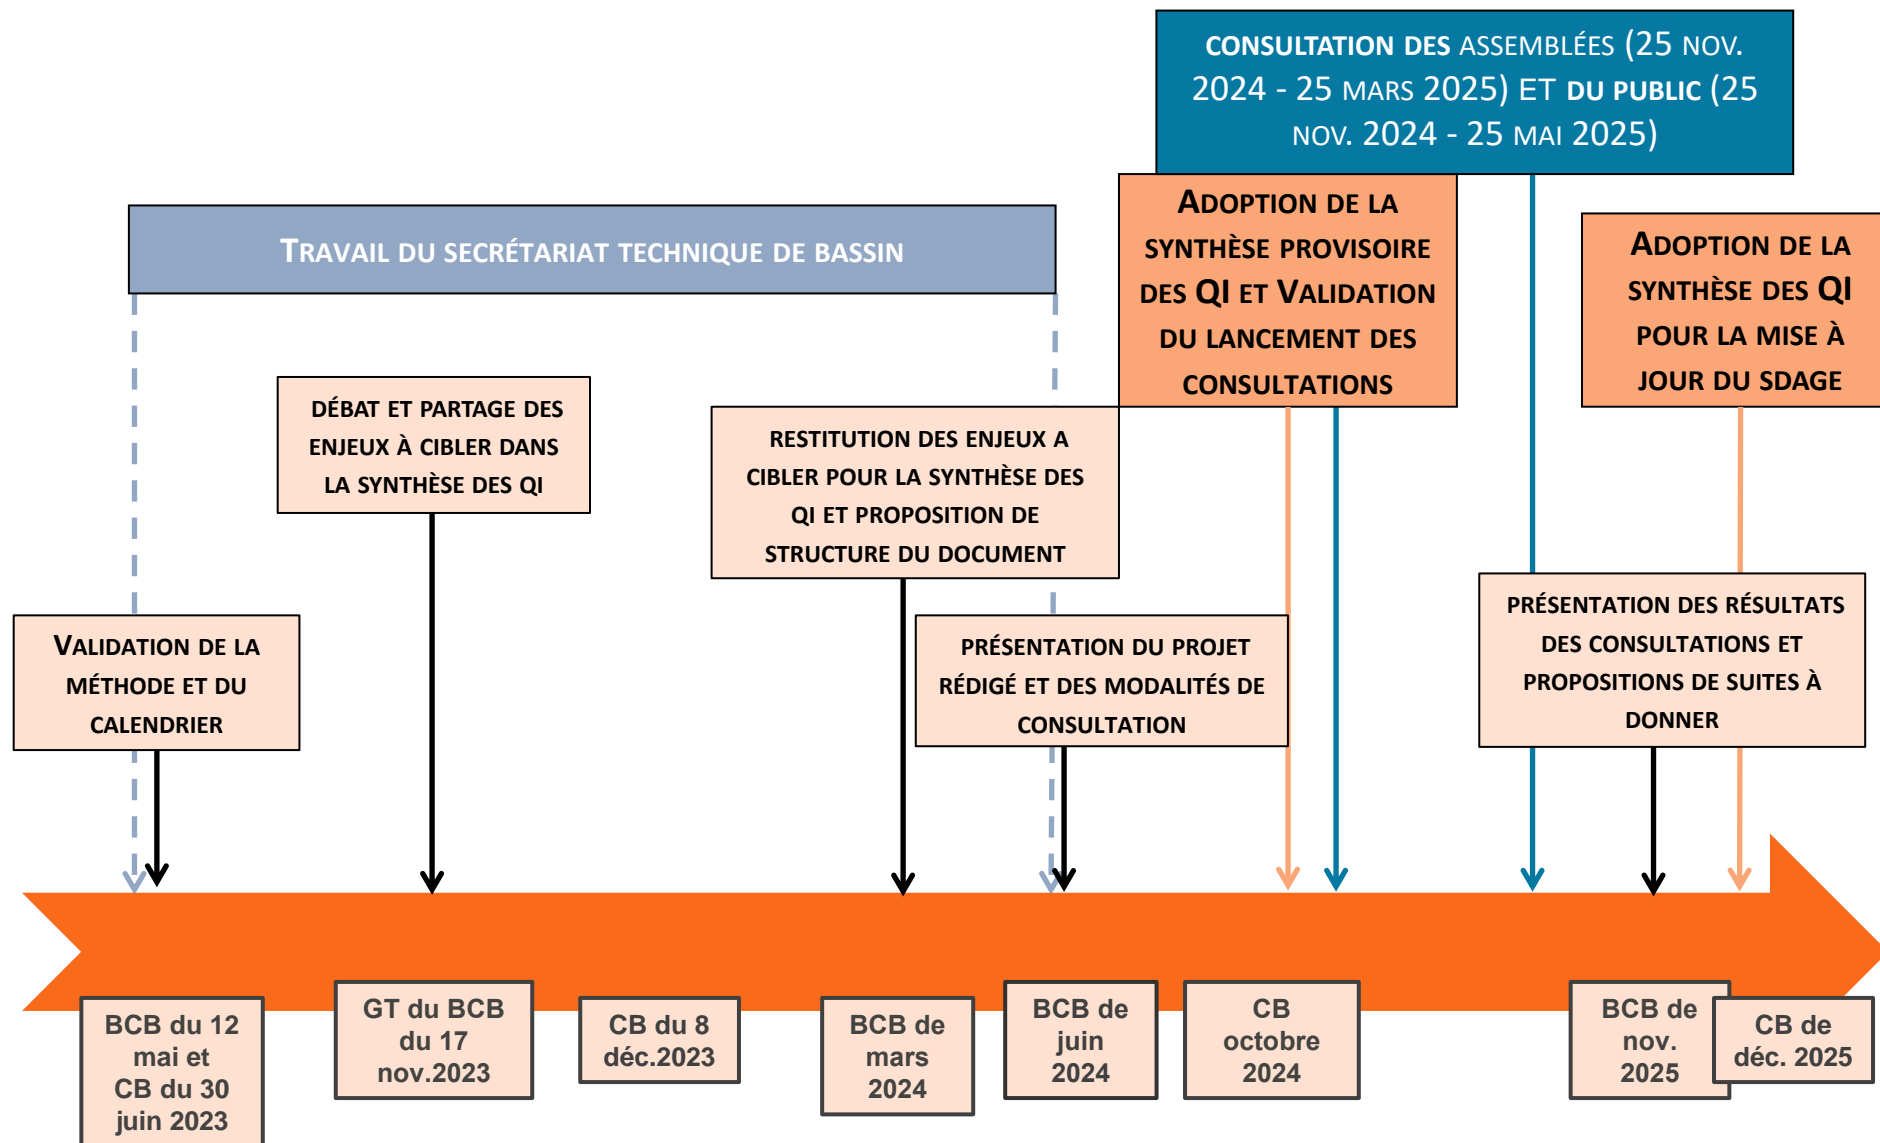 CONSULTATION DES ASSEMBLÉES (25 NOV.
2024 - 25 MARS 2025) ET DU PUBLIC (25
NOV. 2024 - 25 MAI 2025)
TRAVAIL DU SECRÉTARIAT TECHNIQUE DE BASSIN
ADOPTION DE LA
SYNTHÈSE PROVISOIRE
DES QI ET VALIDATION
DU LANCEMENT DES
CONSULTATIONS
ADOPTION DE LA
SYNTHÈSE DES QI
POUR LA MISE À
JOUR DU SDAGE
DÉBAT ET PARTAGE DES
ENJEUX À CIBLER DANS
LA SYNTHÈSE DES QI
RESTITUTION DES ENJEUX A
CIBLER POUR LA SYNTHÈSE DES
QI ET PROPOSITION DE
STRUCTURE DU DOCUMENT
VALIDATION DE LA
MÉTHODE ET DU
CALENDRIER
PRÉSENTATION DU PROJET
RÉDIGÉ ET DES MODALITÉS DE
CONSULTATION
PRÉSENTATION DES RÉSULTATS
DES CONSULTATIONS ET
PROPOSITIONS DE SUITES À
DONNER
BCB du 12
mai et
CB du 30
juin 2023
GT du BCB
du 17
nov.2023
CB du 8
déc.2023
BCB de
mars
2024
BCB de
juin
2024
CB
octobre
2024
BCB de
nov.
2025
CB de
déc. 2025